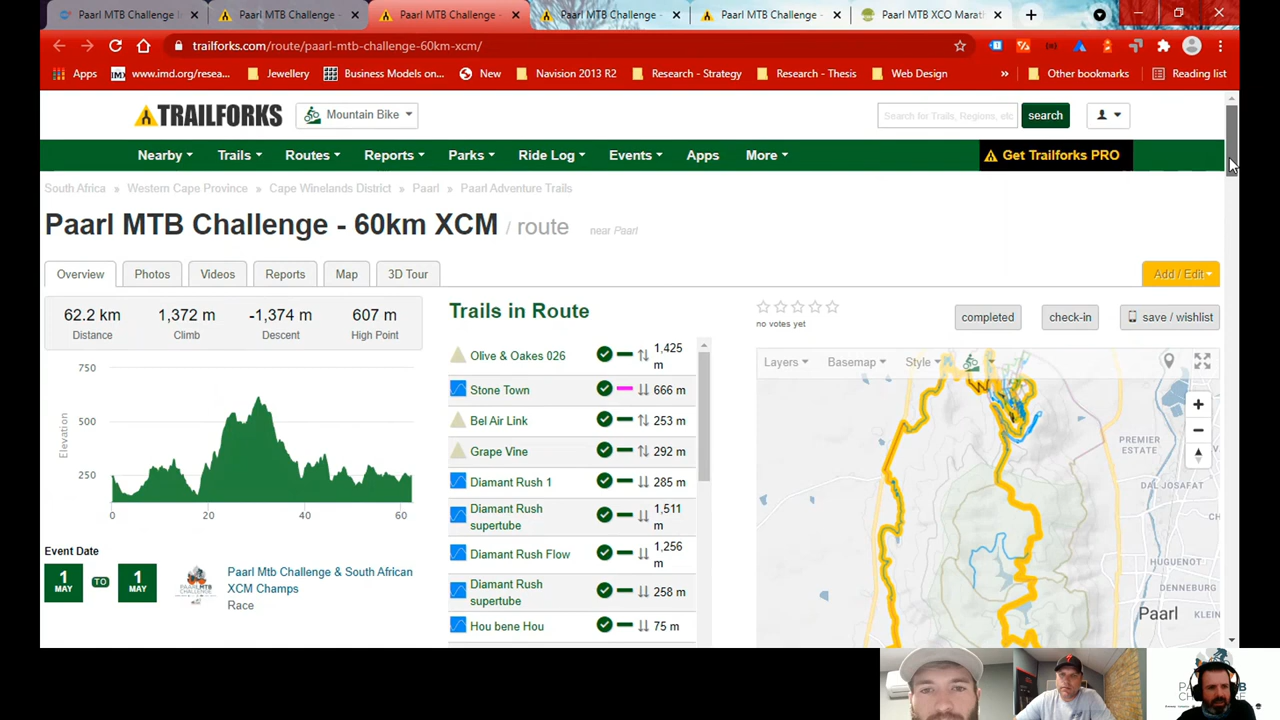 Paarl MTB Challenge I
Paarl MTB Challenge -
Paarl MTB Challenge -
Paarl MTB Challenge -
Paarl MTB Challenge -
Paarl MTB XCO Marat
trailforks.com/route/paarl-mtb-challenge-60km-xcm/
Apps
IMD
www.imd.org/resea...
Jewellery
Business Models on...
New
Navision 2013 R2
Research - Strategy
Research - Thesis
Web Design
»
Other bookmarks
Reading list
TRAILFORKS
Mountain Bike
Search for Trails, Regions, etc
search
Nearby
Trails
Routes
Reports
Parks
Ride Log
Events
Apps
More
Get Trailforks PRO
South Africa » Western Cape Province » Cape Winelands District » Paarl » Paarl Adventure Trails
Paarl MTB Challenge - 60km XCM / route near Paarl
Overview
Photos
Videos
Reports
Map
3D Tour
Add / Edit
62.2 km
Distance
1,372 m
Climb
-1,374 m
Descent
607 m
High Point
750
500
250
Elevation
0
20
40
60
Event Date
1
MAY
TO
1
MAY
Paarl Mtb Challenge & South African
XCM Champs
Race
Trails in Route
Olive & Oakes 026
1,425
m
Stone Town
666 m
Bel Air Link
253 m
Grape Vine
292 m
Diamant Rush 1
285 m
Diamant Rush
supertube
1,511
m
Diamant Rush Flow
1,256
m
Diamant Rush
supertube
258 m
Hou bene Hou
75 m
no votes yet
completed
check-in
save / wishlist
Layers
Basemap
Style
+
−
PREMIER
ESTATE
DAL JOSAFAT
HUGUENOT
DENNEBURG
Paarl
KLEIN